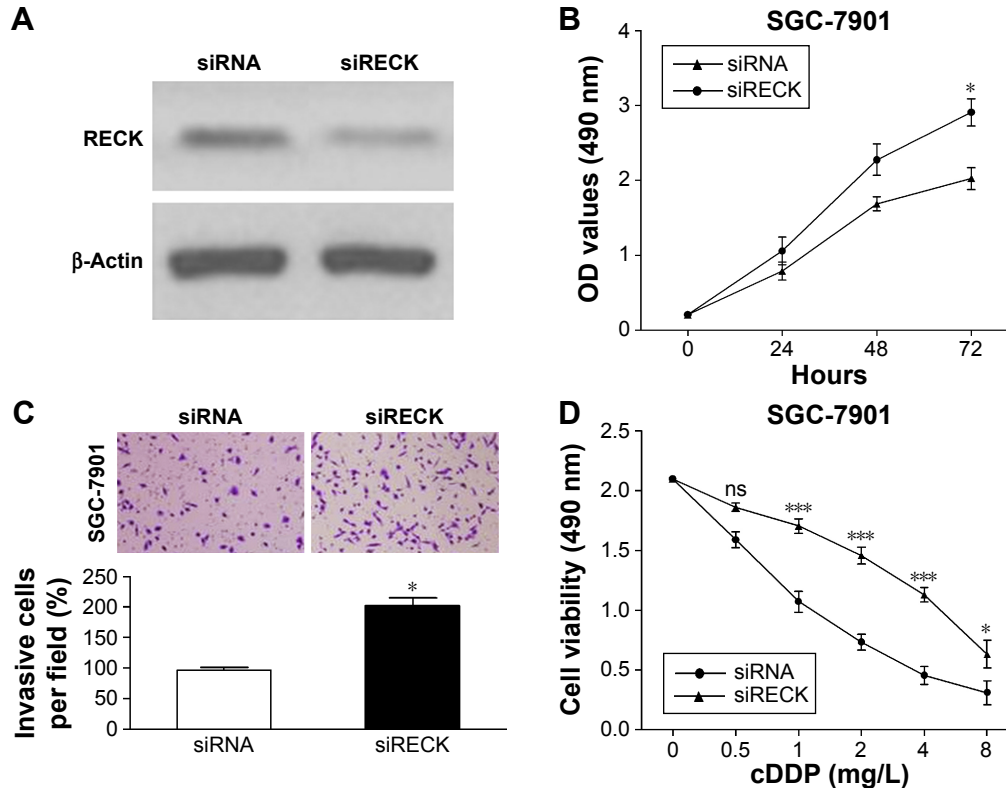 A
siRNA siRECK
RECK
β-Actin
B
SGC-7901
OD values (490 nm)
4
3
2
1
0
siRNA
siRECK
*
0 24 48 72
Hours
C
siRNA siRECK
SGC-7901
Invasive cells
per field (%)
250
200
150
100
50
0
*
siRNA siRECK
D
SGC-7901
Cell viability (490 nm)
2.5
2.0
1.5
1.0
0.5
0.0
ns
***
***
***
*
siRNA
siRECK
0 0.5 1 2 4 8
cDDP (mg/L)